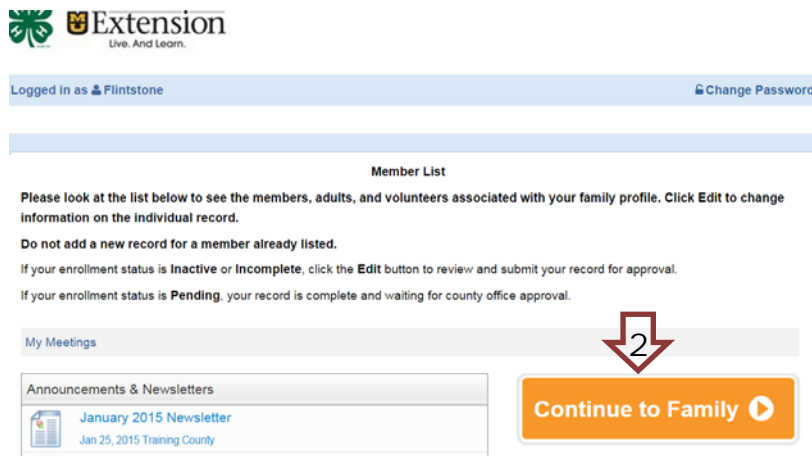 Extension
Live. And Learn.
Logged in as Flintstone Change Password
Member List
Please look at the list below to see the members, adults, and volunteers associated with your family profile. Click Edit to change
information on the individual record.
Do not add a new record for a member already listed.
If your enrollment status is Inactive or Incomplete, click the Edit button to review and submit your record for approval.
If your enrollment status is Pending, your record is complete and waiting for county office approval.
My Meetings
2
Announcements & Newsletters
Continue to Family
January 2015 Newsletter
Jan 25, 2015 Training County